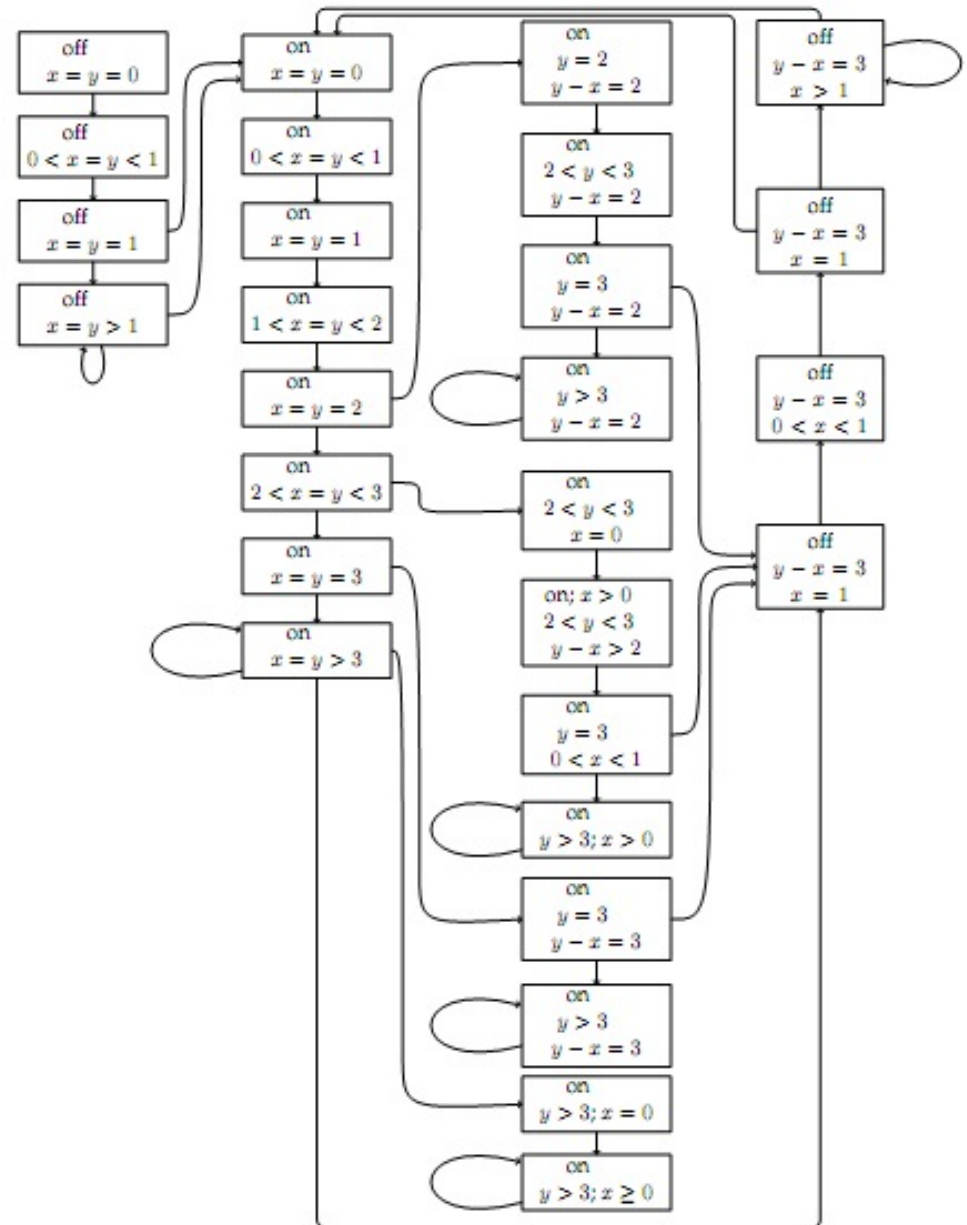 off
x = y = 0
off
0 < x = y < 1
off
x = y = 1
off
x = y > 1
on
x = y = 0
on
0 < x = y < 1
on
x = y = 1
on
1 < x = y < 2
on
x = y = 2
on
2 < x = y < 3
on
x = y = 3
on
x = y > 3
on
y = 2
y − x = 2
on
2 < y < 3
y − x = 2
on
y = 3
y − x = 2
on
y > 3
y − x = 2
on
2 < y < 3
x = 0
on; x > 0
2 < y < 3
y − x > 2
on
y = 3
0 < x < 1
on
y > 3; x > 0
on
y = 3
y − x = 3
on
y > 3
y − x = 3
on
y > 3; x = 0
on
y > 3; x ≥ 0
off
y − x = 3
x > 1
off
y − x = 3
x = 1
off
y − x = 3
0 < x < 1
off
y − x = 3
x = 1